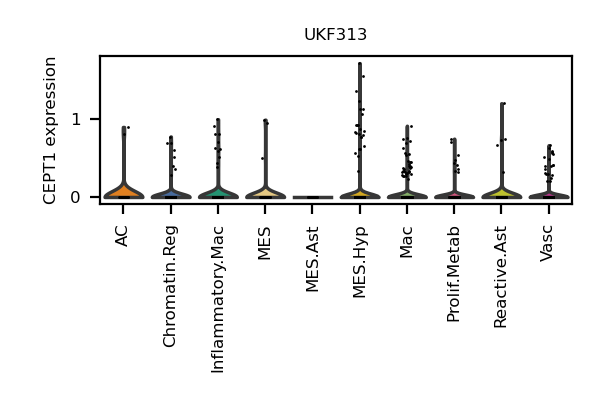 UKF313
CEPT1 expression
1
0
AC
Chromatin.Reg
Inflammatory.Mac
MES
MES.Ast
MES.Hyp
Mac
Prolif.Metab
Reactive.Ast
Vasc